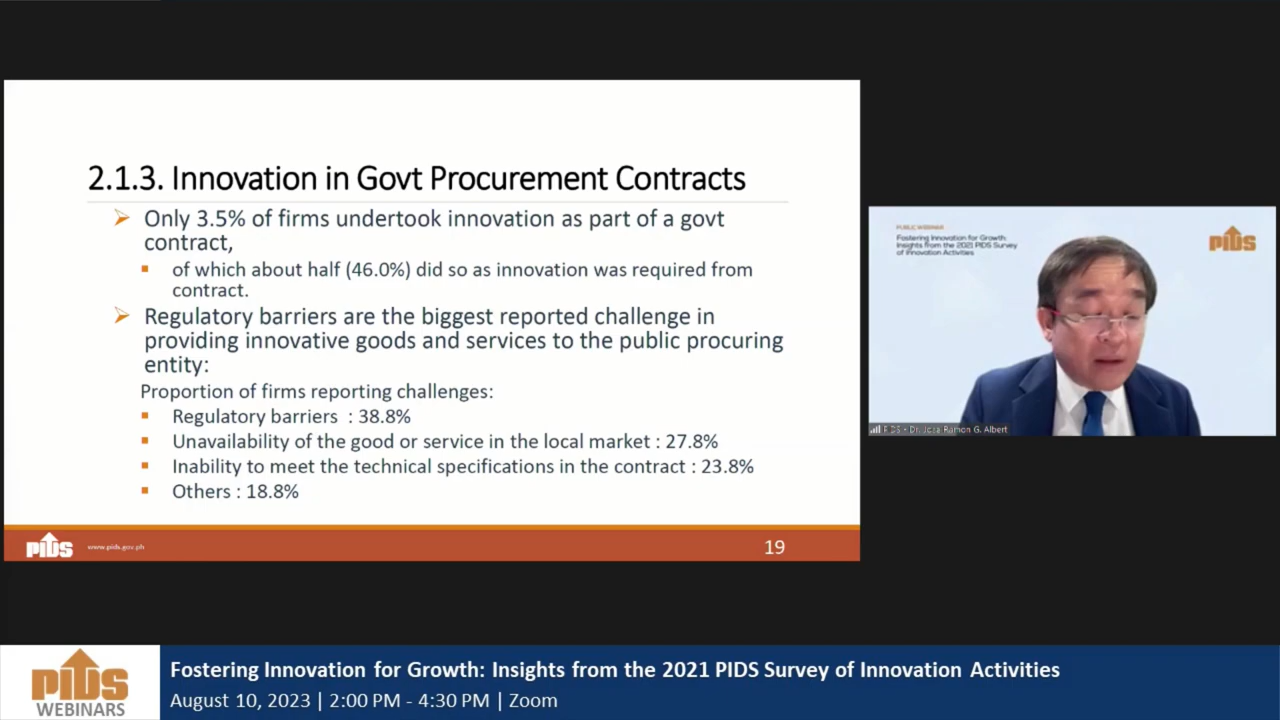 2.1.3. Innovation in Govt Procurement Contracts
➢ Only 3.5% of firms undertook innovation as part of a govt
contract,
▪ of which about half (46.0%) did so as innovation was required from
contract.
➢ Regulatory barriers are the biggest reported challenge in
providing innovative goods and services to the public procuring
entity:
Proportion of firms reporting challenges:
▪ Regulatory barriers : 38.8%
▪ Unavailability of the good or service in the local market : 27.8%
▪ Inability to meet the technical specifications in the contract : 23.8%
▪ Others : 18.8%
PIDS
www.pids.gov.ph
19
PUBLIC WEBINAR
Fostering Innovation for Growth:
Insights from the 2021 PIDS Survey
of Innovation Activities
PIDS
PIDS - Dr. Jose Ramon G. Albert
PIDS
WEBINARS
Fostering Innovation for Growth: Insights from the 2021 PIDS Survey of Innovation Activities
August 10, 2023 | 2:00 PM - 4:30 PM | Zoom